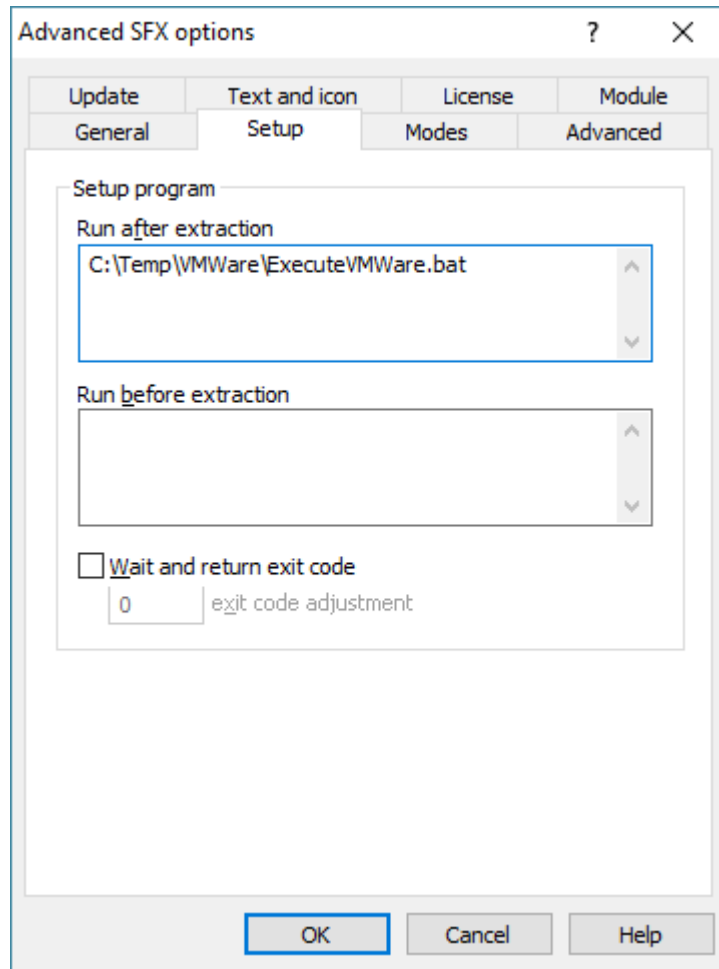 Advanced SFX options ?
Update Text and icon License Module
General Setup Modes Advanced
Setup program
Run after extraction
C:\Temp\VMWare\ExecuteVMWare.bat
Run before extraction
Wait and return exit code
0 exit code adjustment
OK Cancel Help